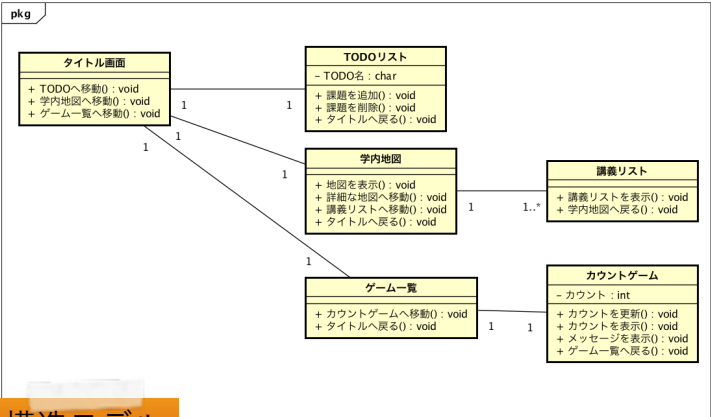 pkg
タイトル画面
+ TODOへ移動() : void
+ 学内地図へ移動() : void
+ ゲーム一覧へ移動() : void
TODOリスト
- TODO名 : char
+ 課題を追加() : void
+ 課題を削除() : void
+ タイトルへ戻る() : void
1
1
1
1
学内地図
+ 地図を表示() : void
+ 詳細な地図へ移動() : void
+ 講義リストへ移動() : void
+ タイトルへ戻る() : void
1
1
1..*
講義リスト
+ 講義リストを表示() : void
+ 学内地図へ戻る() : void
1
ゲーム一覧
+ カウントゲームへ移動() : void
+ タイトルへ戻る() : void
1
1
カウントゲーム
- カウント : int
+ カウントを更新() : void
+ カウントを表示() : void
+ メッセージを表示() : void
+ ゲーム一覧へ戻る() : void